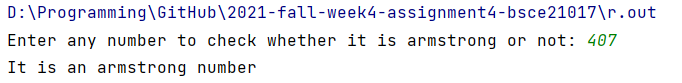 D:\Programming\GitHub\2021-fall-week4-assignment4-bsce21017\r.out
Enter any number to check whether it is armstrong or not: 407
It is an armstrong number